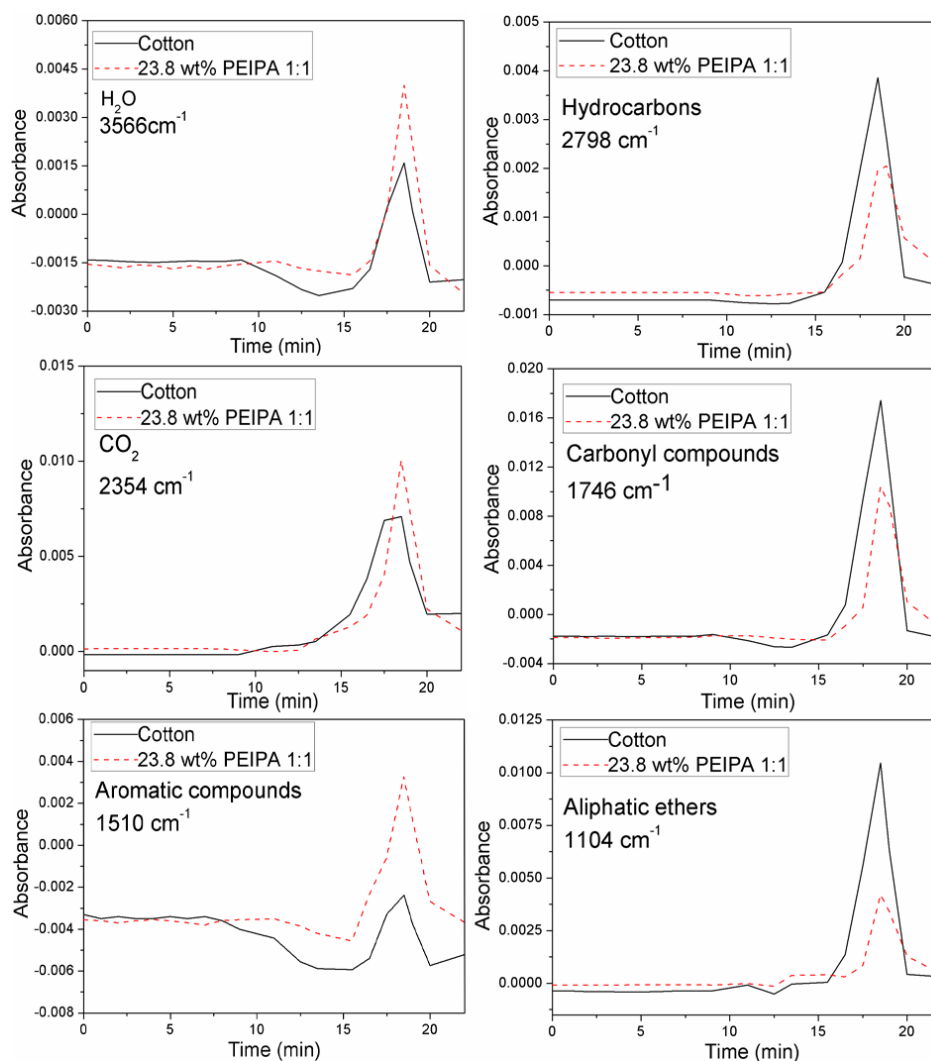 0.0060
0.0045
0.0030
0.0015
0.0000
-0.0015
-0.0030
Absorbance
Cotton
23.8 wt% PEIPA 1:1
H₂O
3566cm⁻¹
0 5 10 15 20
Time (min)
0.005
0.004
0.003
0.002
0.001
0.000
-0.001
Absorbance
Cotton
23.8 wt% PEIPA 1:1
Hydrocarbons
2798 cm⁻¹
0 5 10 15 20
Time (min)
0.015
0.010
0.005
0.000
Absorbance
Cotton
23.8 wt% PEIPA 1:1
CO₂
2354 cm⁻¹
0 5 10 15 20
Time (min)
0.020
0.016
0.012
0.008
0.004
0.000
-0.004
Absorbance
Cotton
23.8 wt% PEIPA 1:1
Carbonyl compounds
1746 cm⁻¹
0 5 10 15 20
Time (min)
0.006
0.004
0.002
0.000
-0.002
-0.004
-0.006
-0.008
Absorbance
Cotton
23.8 wt% PEIPA 1:1
Aromatic compounds
1510 cm⁻¹
0 5 10 15 20
Time (min)
0.0125
0.0100
0.0075
0.0050
0.0025
0.0000
Absorbance
Cotton
23.8 wt% PEIPA 1:1
Aliphatic ethers
1104 cm⁻¹
0 5 10 15 20
Time (min)